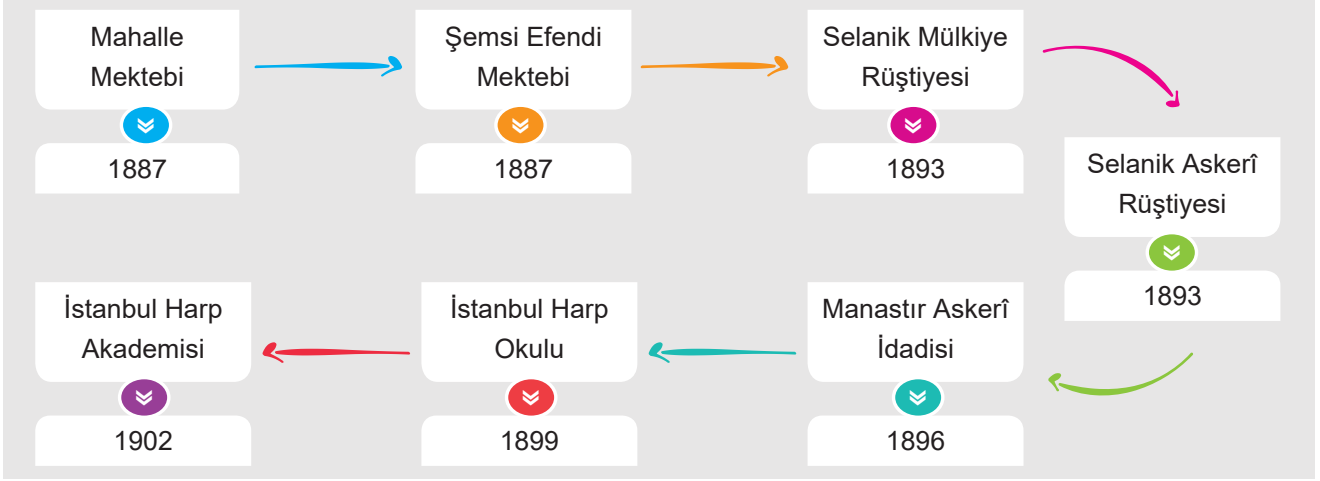 Mahalle
Mektebi
1887
Şemsi Efendi
Mektebi
1887
Selanik Mülkiye
Rüştiyesi
1893
Selanik Askerî
Rüştiyesi
1893
Manastır Askerî
İdadisi
1896
İstanbul Harp
Okulu
1899
İstanbul Harp
Akademisi
1902